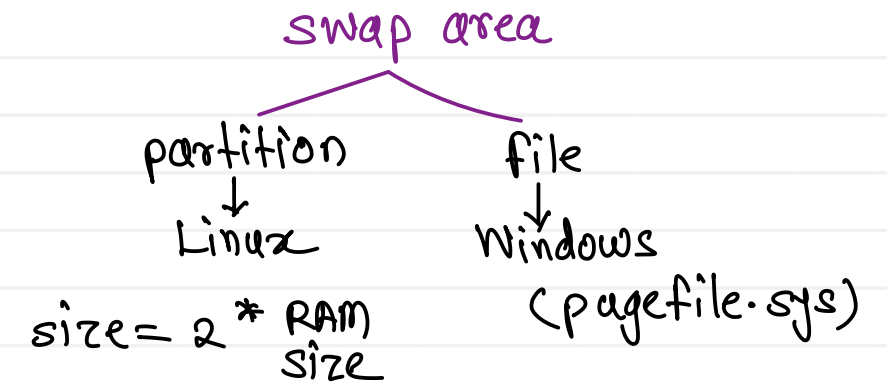 swap area
partition file
Linux Windows
(pagefile.sys)
size = 2 * RAM
size